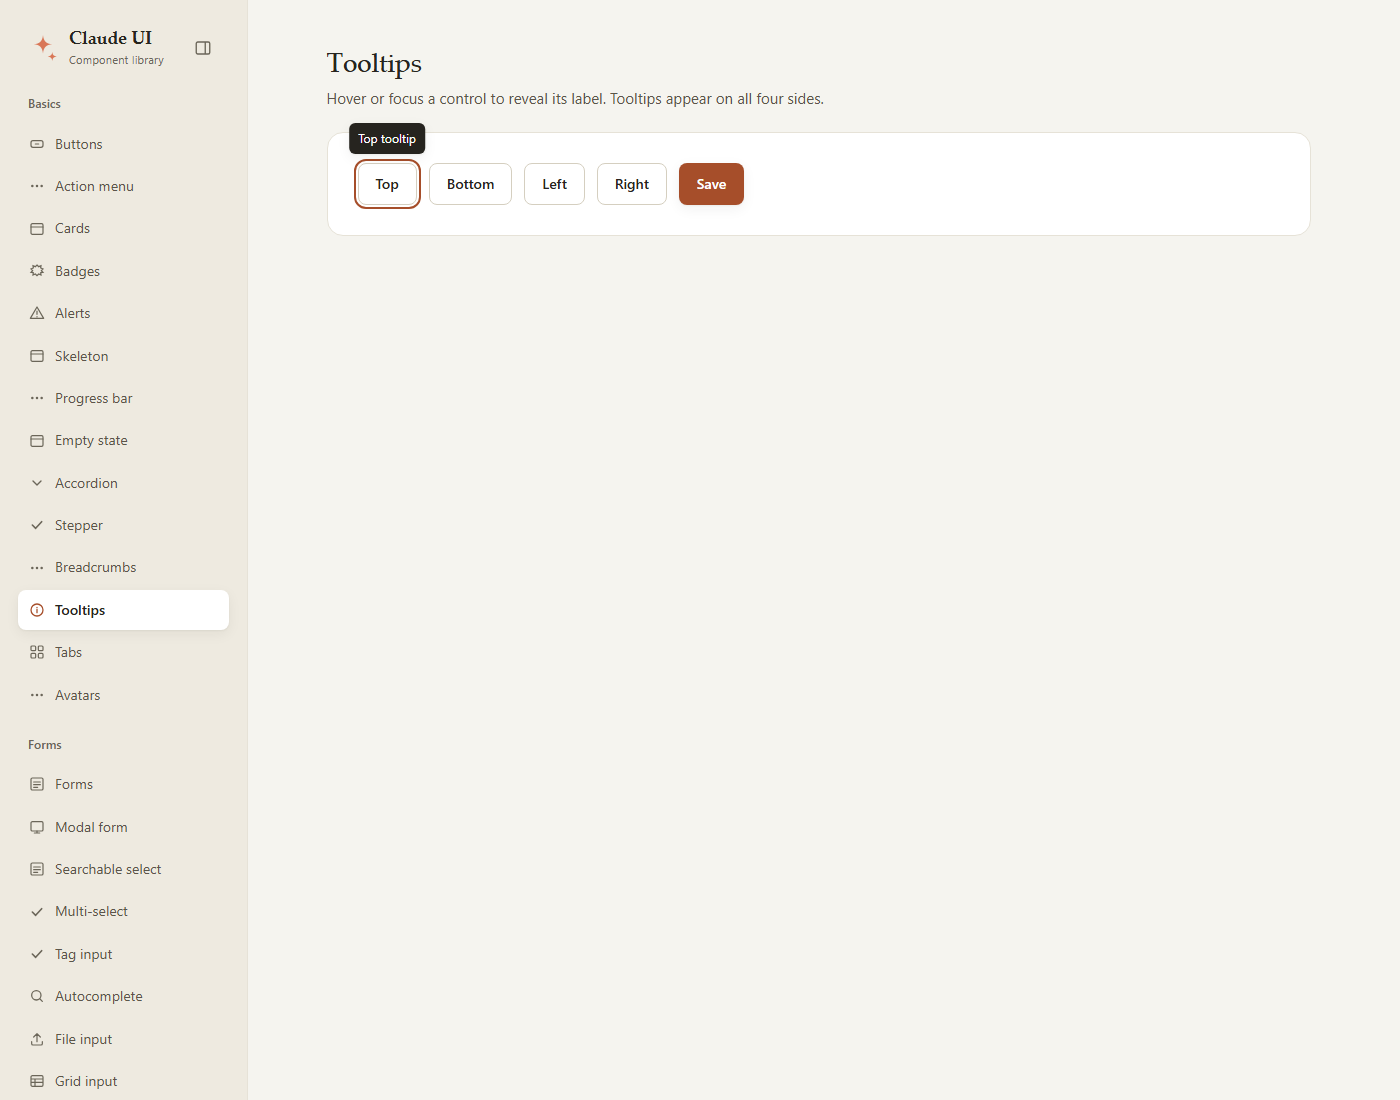 Claude UI
Component library
Basics
Buttons
Action menu
Cards
Badges
Alerts
Skeleton
Progress bar
Empty state
Accordion
Stepper
Breadcrumbs
Tooltips
Tabs
Avatars
Forms
Forms
Modal form
Searchable select
Multi-select
Tag input
Autocomplete
File input
Grid input
Tooltips
Hover or focus a control to reveal its label. Tooltips appear on all four sides.
Top tooltip
Top Bottom Left Right Save